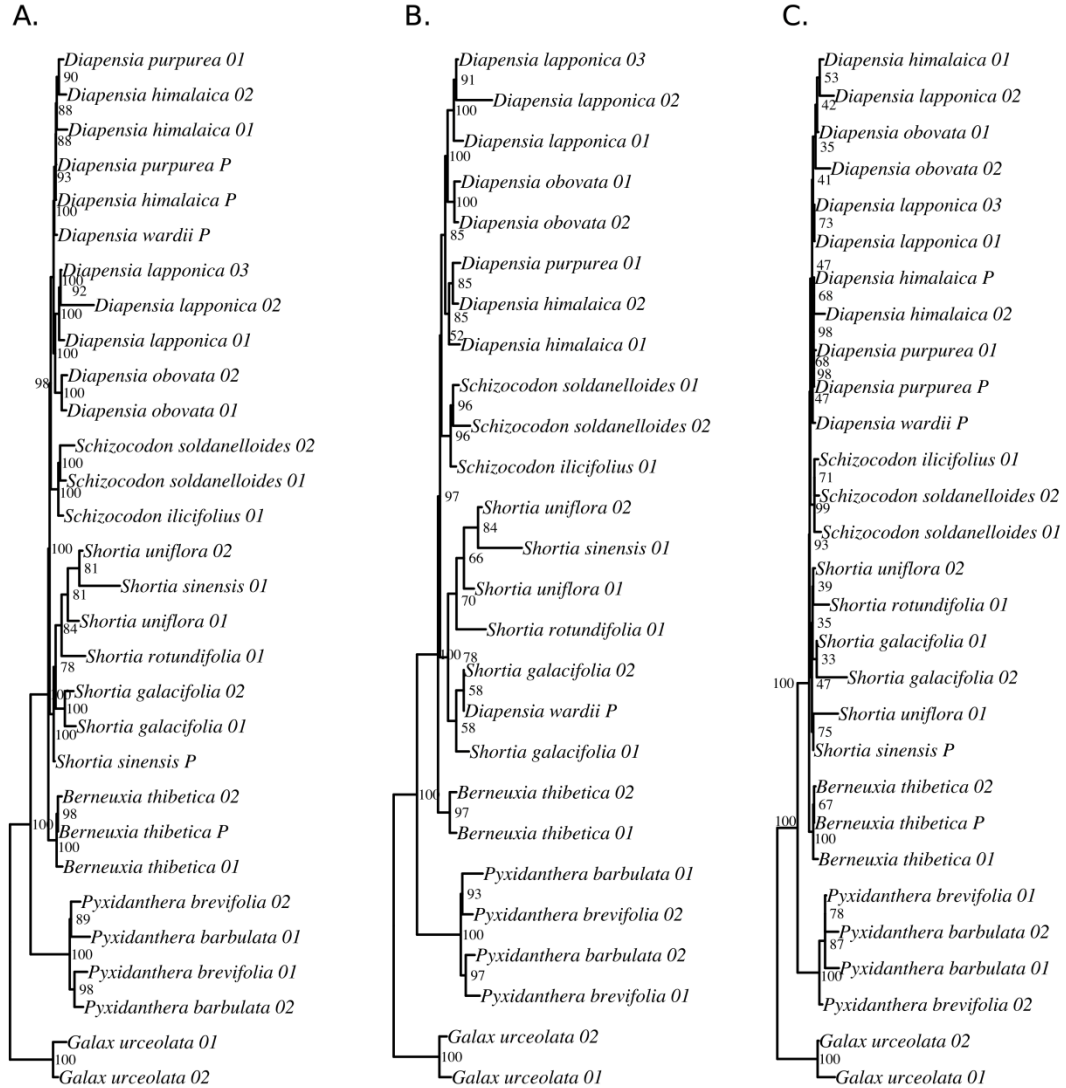 A.
Diapensia purpurea 01
90
Diapensia himalaica 02
88
Diapensia himalaica 01
88
Diapensia purpurea P
93
Diapensia himalaica P
100
Diapensia wardii P
Diapensia lapponica 03
100
92
Diapensia lapponica 02
100
Diapensia lapponica 01
100
Diapensia obovata 02
98
100
Diapensia obovata 01
Schizocodon soldanelloides 02
100
Schizocodon soldanelloides 01
100
Schizocodon ilicifolius 01
100
Shortia uniflora 02
81
Shortia sinensis 01
81
Shortia uniflora 01
84
Shortia rotundifolia 01
78
Shortia galacifolia 02
100
100
Shortia galacifolia 01
100
Shortia sinensis P
Berneuxia thibetica 02
98
100
Berneuxia thibetica P
100
Berneuxia thibetica 01
Pyxidanthera brevifolia 02
89
Pyxidanthera barbulata 01
100
Pyxidanthera brevifolia 01
98
Pyxidanthera barbulata 02
Galax urceolata 01
100
Galax urceolata 02
B.
Diapensia lapponica 03
91
Diapensia lapponica 02
100
Diapensia lapponica 01
100
Diapensia obovata 01
100
Diapensia obovata 02
85
Diapensia purpurea 01
85
Diapensia himalaica 02
85
52
Diapensia himalaica 01
Schizocodon soldanelloides 01
96
Schizocodon soldanelloides 02
96
Schizocodon ilicifolius 01
97
Shortia uniflora 02
84
Shortia sinensis 01
66
Shortia uniflora 01
70
Shortia rotundifolia 01
100
78
Shortia galacifolia 02
58
Diapensia wardii P
58
Shortia galacifolia 01
Berneuxia thibetica 02
100
97
Berneuxia thibetica 01
Pyxidanthera barbulata 01
93
Pyxidanthera brevifolia 02
100
Pyxidanthera barbulata 02
97
Pyxidanthera brevifolia 01
Galax urceolata 02
100
Galax urceolata 01
C.
Diapensia himalaica 01
53
Diapensia lapponica 02
42
Diapensia obovata 01
35
Diapensia obovata 02
41
Diapensia lapponica 03
73
Diapensia lapponica 01
47
Diapensia himalaica P
68
Diapensia himalaica 02
98
Diapensia purpurea 01
68
98
Diapensia purpurea P
47
Diapensia wardii P
Schizocodon ilicifolius 01
71
Schizocodon soldanelloides 02
99
Schizocodon soldanelloides 01
93
Shortia uniflora 02
39
Shortia rotundifolia 01
35
Shortia galacifolia 01
33
Shortia galacifolia 02
100
47
Shortia uniflora 01
75
Shortia sinensis P
Berneuxia thibetica 02
67
100
Berneuxia thibetica P
100
Berneuxia thibetica 01
Pyxidanthera brevifolia 01
78
Pyxidanthera barbulata 02
87
Pyxidanthera barbulata 01
100
Pyxidanthera brevifolia 02
Galax urceolata 02
100
Galax urceolata 01